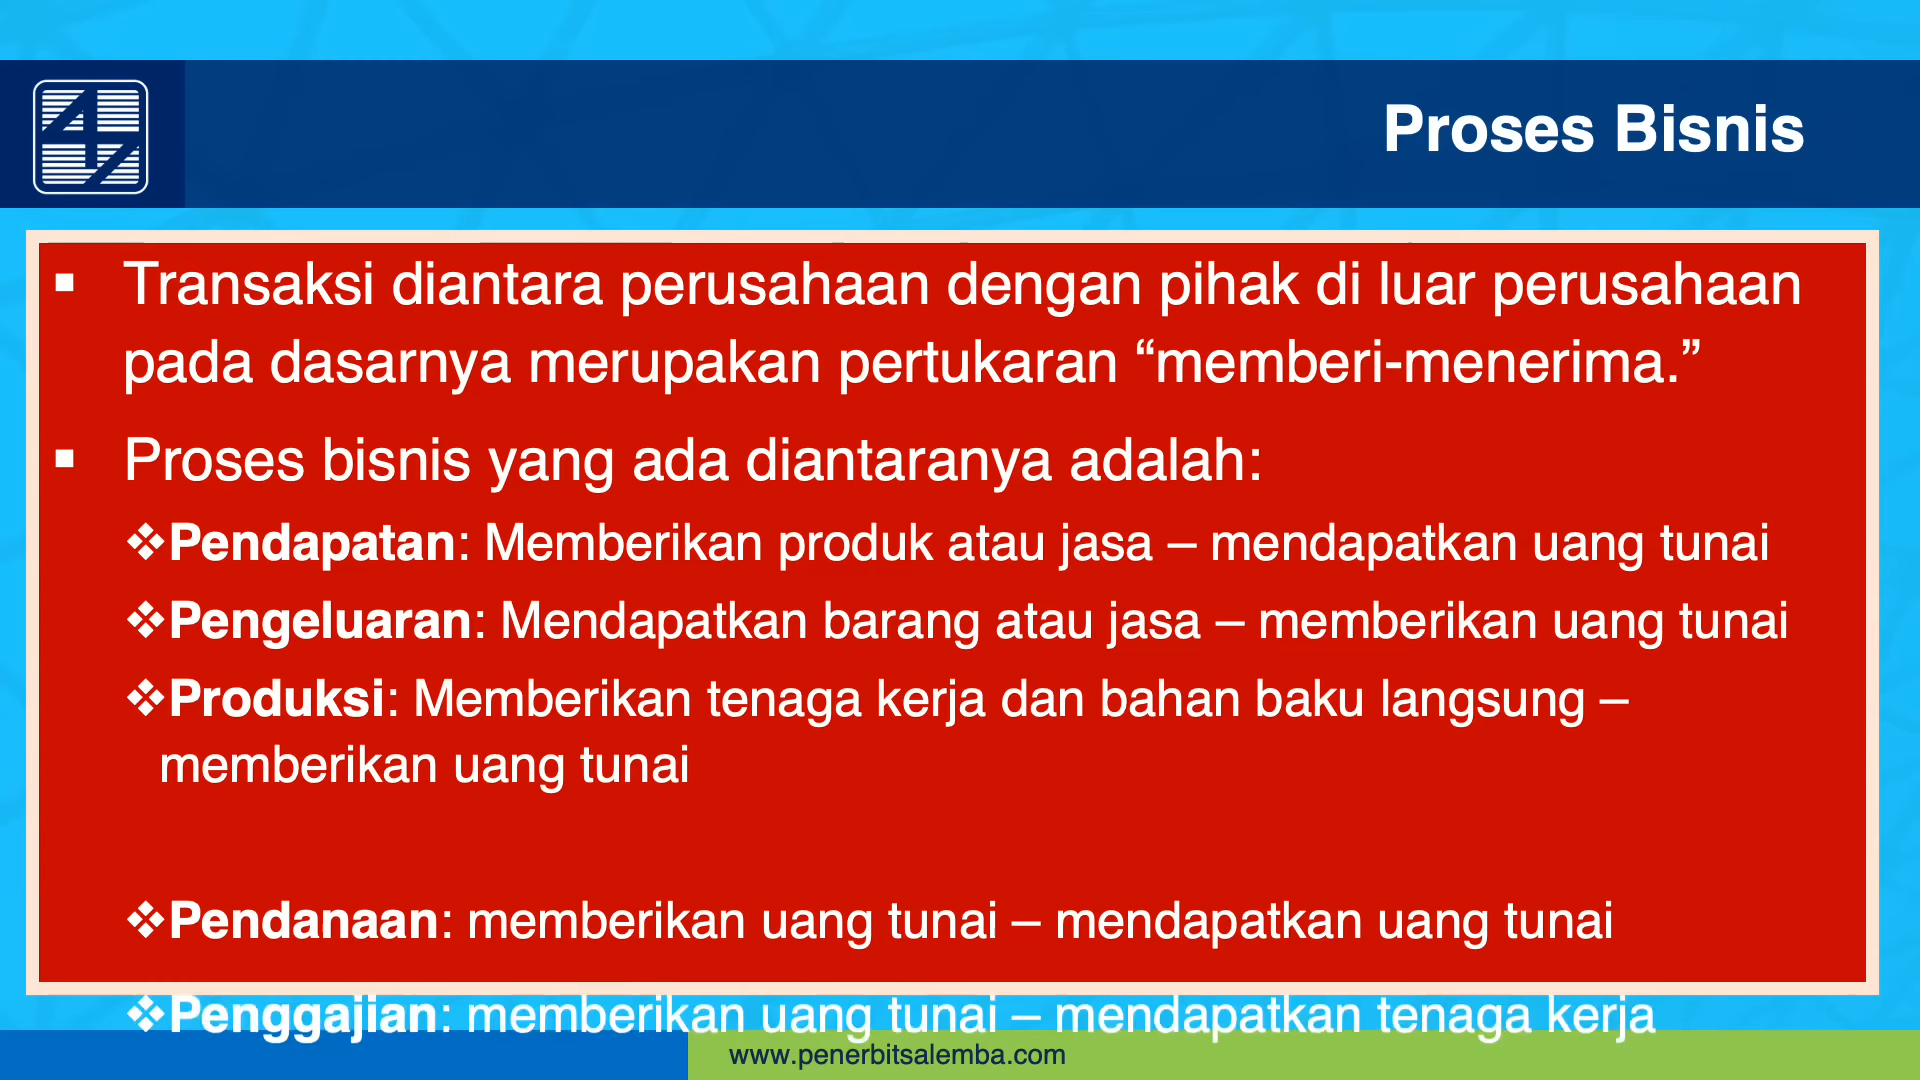 Proses Bisnis
▪ Transaksi diantara perusahaan dengan pihak di luar perusahaan
pada dasarnya merupakan pertukaran “memberi-menerima.”
▪ Proses bisnis yang ada diantaranya adalah:
❖Pendapatan: Memberikan produk atau jasa – mendapatkan uang tunai
❖Pengeluaran: Mendapatkan barang atau jasa – memberikan uang tunai
❖Produksi: Memberikan tenaga kerja dan bahan baku langsung –
memberikan uang tunai
❖Pendanaan: memberikan uang tunai – mendapatkan uang tunai
❖Penggajian: memberikan uang tunai – mendapatkan tenaga kerja
www.penerbitsalemba.com